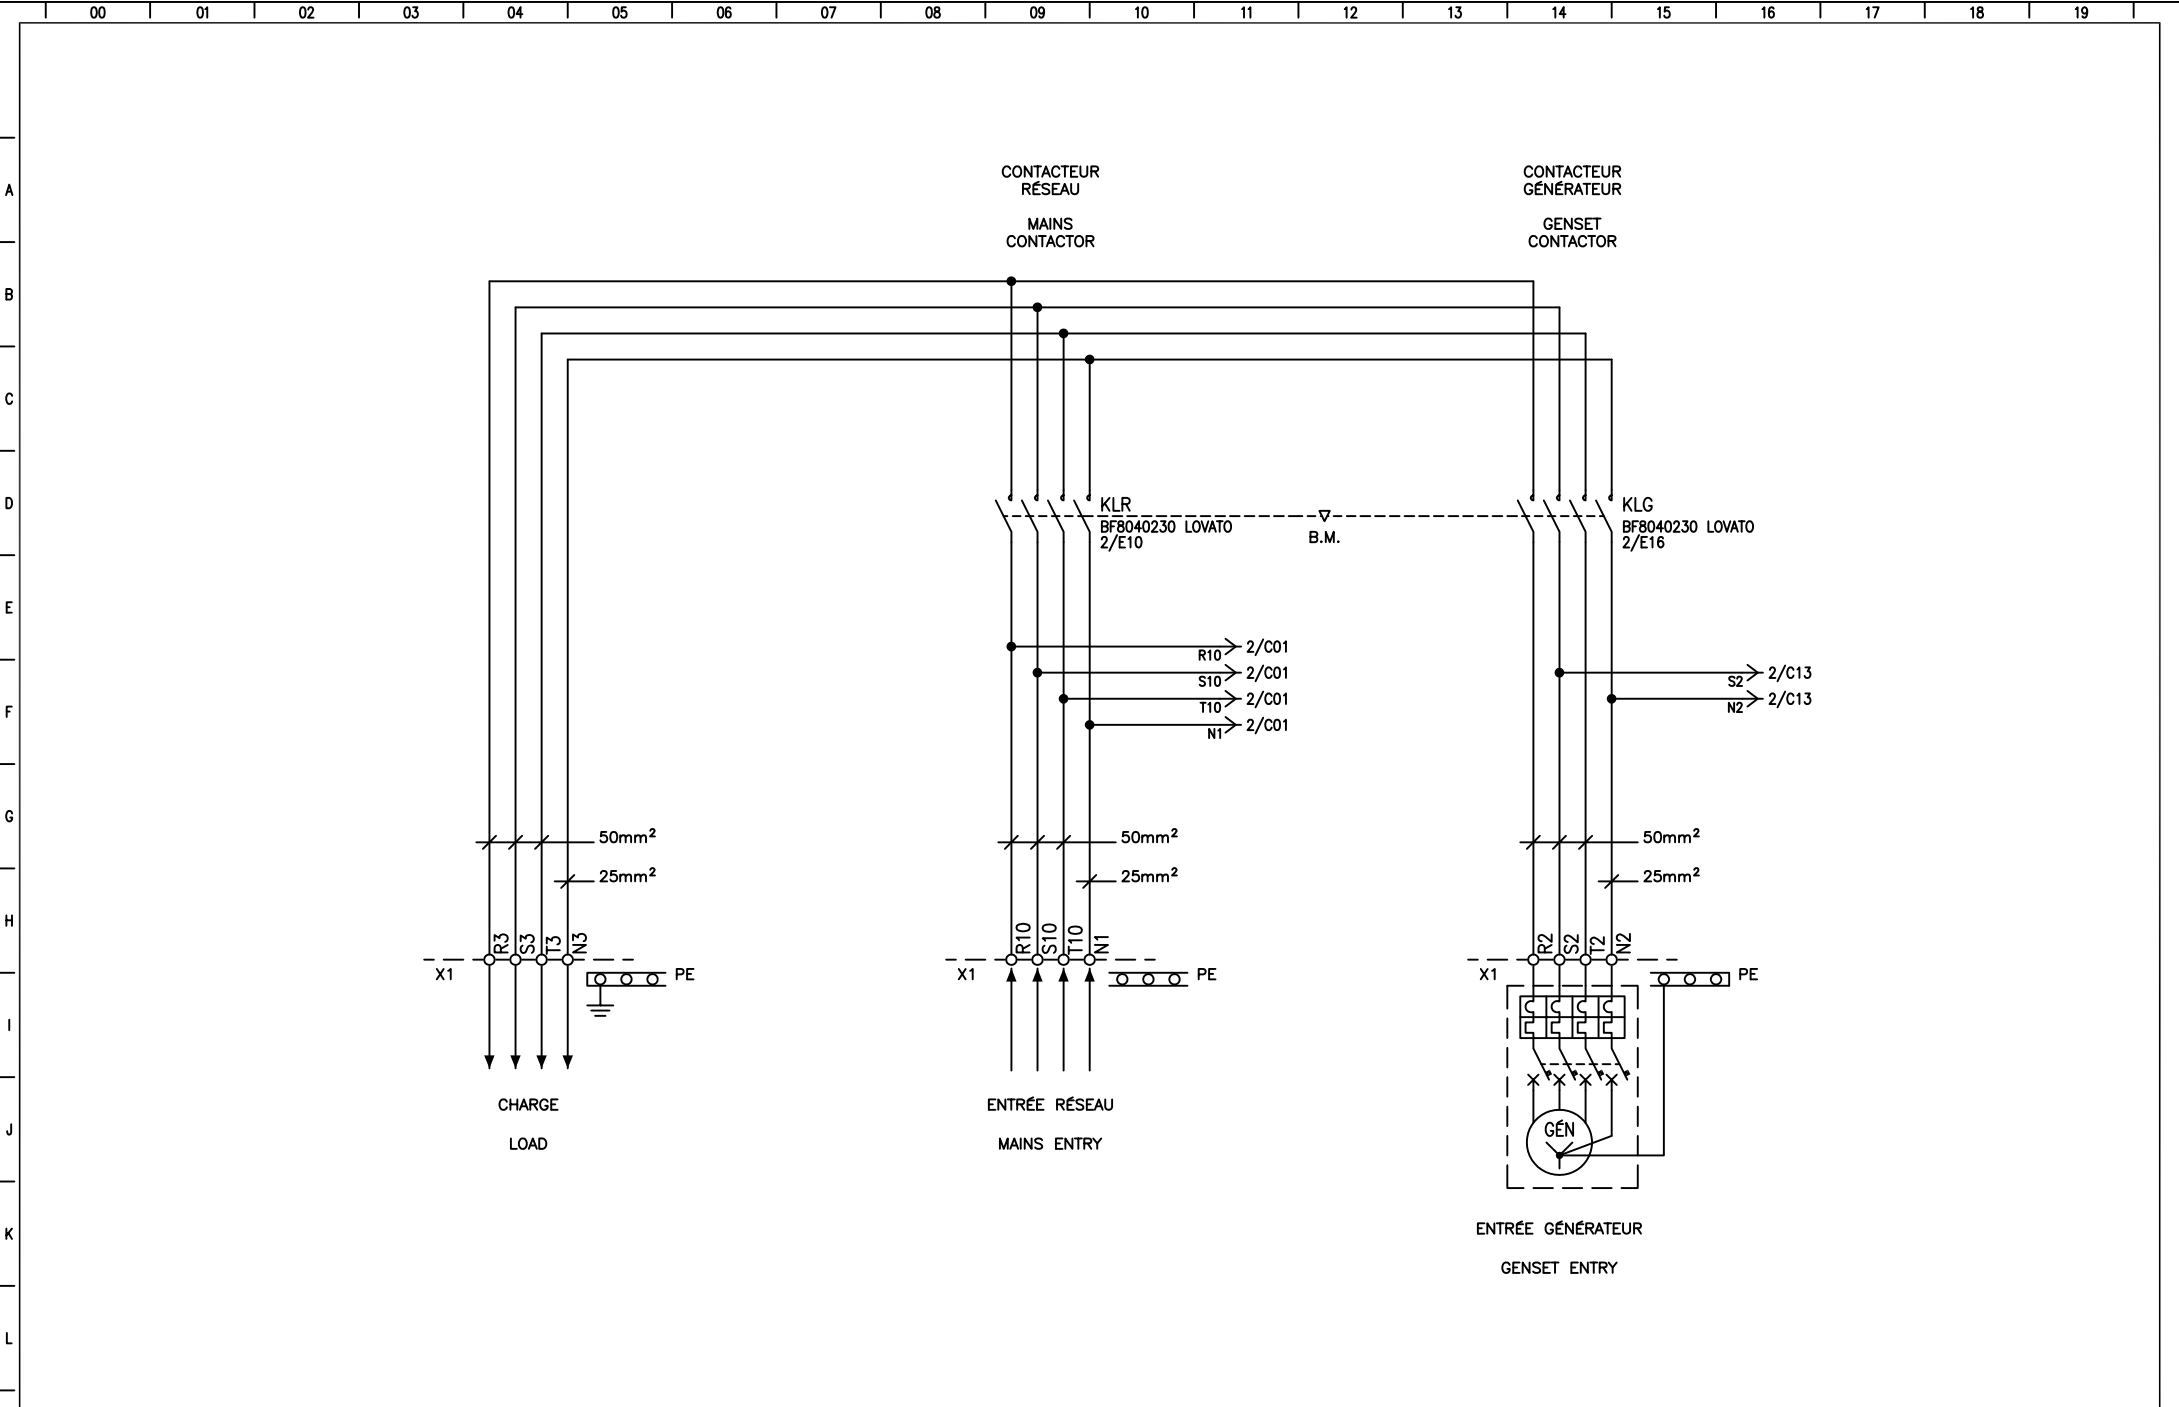 00 01 02 03 04 05 06 07 08 09 10 11 12 13 14 15 16 17 18 19
A
CONTACTEUR
RÉSEAU
MAINS
CONTACTOR
CONTACTEUR
GÉNÉRATEUR
GENSET
CONTACTOR
B
C
D
KLR
BF8040230 LOVATO
2/E10
B.M.
KLG
BF8040230 LOVATO
2/E16
E
R10 2/C01
S10 2/C01
T10 2/C01
N1 2/C01
S2 2/C13
N2 2/C13
F
G
50mm²
25mm²
50mm²
25mm²
50mm²
25mm²
H
R3 S3 T3 N3
X1
PE
R10 S10 T10 N1
X1
PE
R2 S2 T2 N2
X1
PE
I
CHARGE
LOAD
ENTRÉE RÉSEAU
MAINS ENTRY
J
GÉN
K
ENTRÉE GÉNÉRATEUR
GENSET ENTRY
L